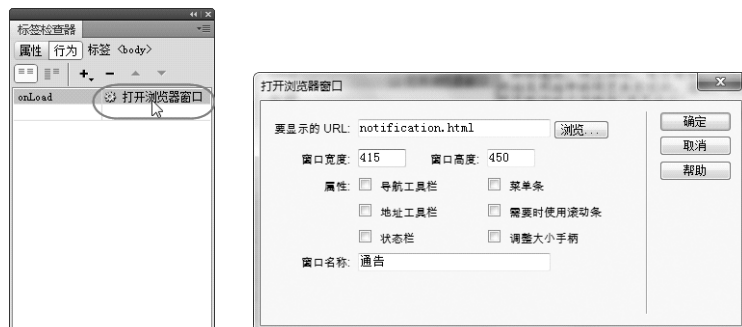 标签检查器
属性 行为 标签 <body>
onLoad 打开浏览器窗口
打开浏览器窗口
要显示的 URL: notification.html 浏览...
窗口宽度: 415 窗口高度: 450
属性: 导航工具栏 菜单条
地址工具栏 需要时使用滚动条
状态栏 调整大小手柄
窗口名称: 通告
确定
取消
帮助